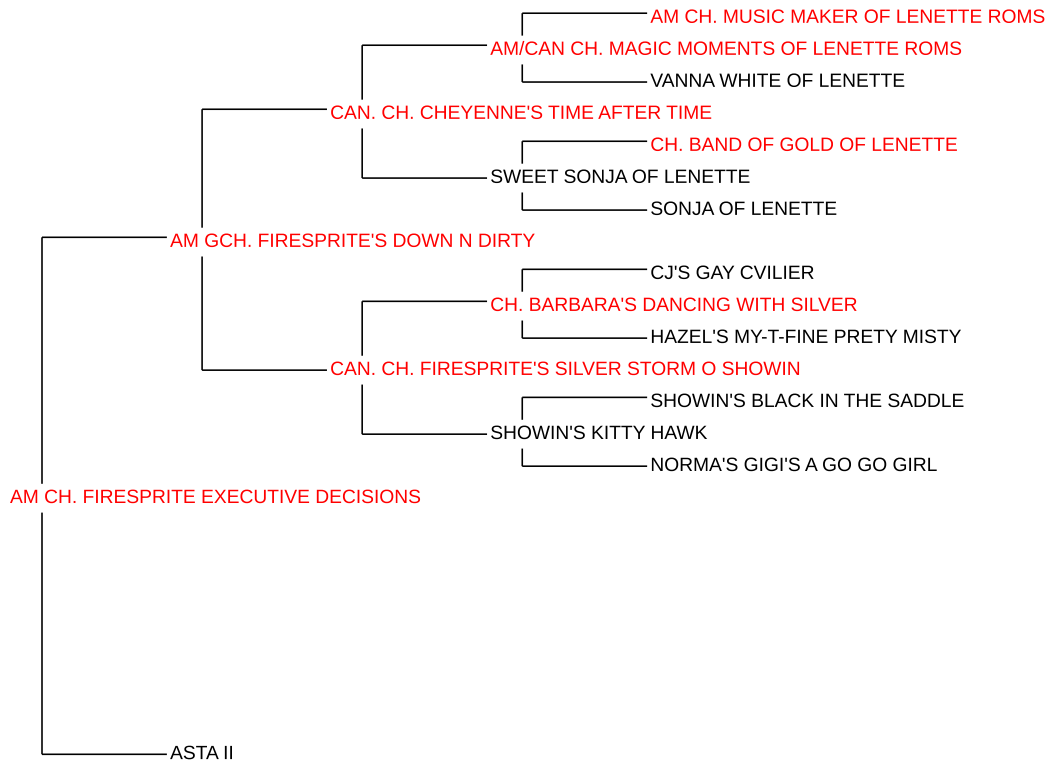 AM CH. MUSIC MAKER OF LENETTE ROMS
AM/CAN CH. MAGIC MOMENTS OF LENETTE ROMS
VANNA WHITE OF LENETTE
CAN. CH. CHEYENNE'S TIME AFTER TIME
CH. BAND OF GOLD OF LENETTE
SWEET SONJA OF LENETTE
SONJA OF LENETTE
AM GCH. FIRESPRITE'S DOWN N DIRTY
CJ'S GAY CVILIER
CH. BARBARA'S DANCING WITH SILVER
HAZEL'S MY-T-FINE PRETY MISTY
CAN. CH. FIRESPRITE'S SILVER STORM O SHOWIN
SHOWIN'S BLACK IN THE SADDLE
SHOWIN'S KITTY HAWK
NORMA'S GIGI'S A GO GO GIRL
AM CH. FIRESPRITE EXECUTIVE DECISIONS
ASTA II